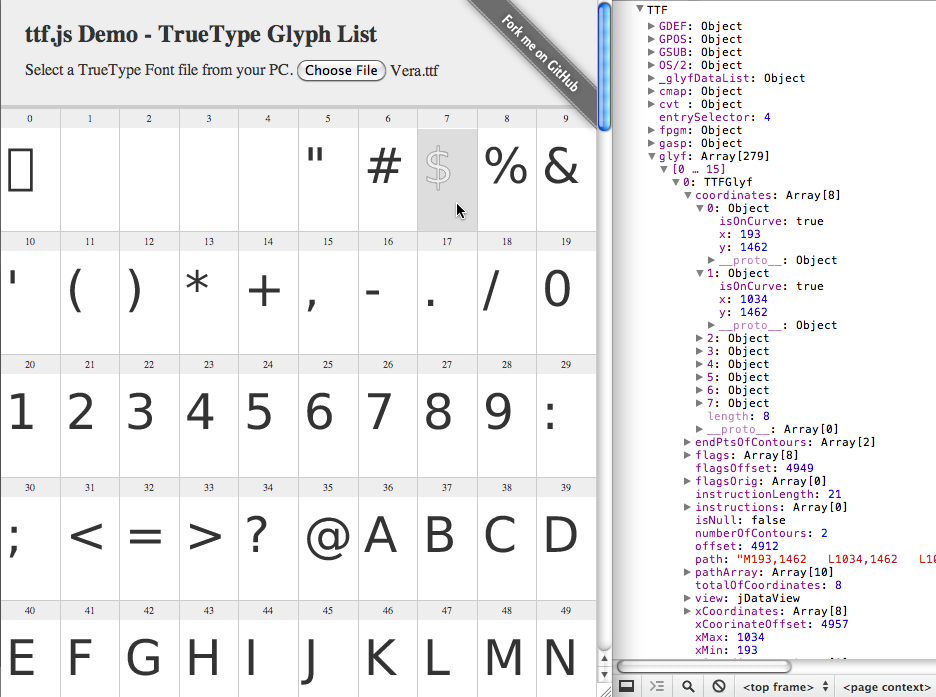 ttf.js Demo - TrueType Glyph List
Select a TrueType Font file from your PC. Choose File Vera.ttf
Fork me on GitHub
0 1 2 3 4 5 6 7 8 9
" # $ % &
10 11 12 13 14 15 16 17 18 19
' ( ) * + , - . / 0
20 21 22 23 24 25 26 27 28 29
1 2 3 4 5 6 7 8 9 :
30 31 32 33 34 35 36 37 38 39
; < = > ? @ A B C D
40 41 42 43 44 45 46 47 48 49
E F G H I J K L M N
TTF
GDEF: Object
GPOS: Object
GSUB: Object
OS/2: Object
_glyfDataList: Object
cmap: Object
cvt : Object
entrySelector: 4
fpgm: Object
gasp: Object
glyf: Array[279]
[0 … 15]
0: TTFGlyf
coordinates: Array[8]
0: Object
isOnCurve: true
x: 193
y: 1462
__proto__: Object
1: Object
isOnCurve: true
x: 1034
y: 1462
__proto__: Object
2: Object
3: Object
4: Object
5: Object
6: Object
7: Object
length: 8
__proto__: Array[0]
endPtsOfContours: Array[2]
flags: Array[8]
flagsOffset: 4949
flagsOrig: Array[0]
instructionLength: 21
instructions: Array[0]
isNull: false
numberOfContours: 2
offset: 4912
path: "M193,1462 L1034,1462 L10
pathArray: Array[10]
totalOfCoordinates: 8
view: jDataView
xCoordinates: Array[8]
xCoorinateOffset: 4957
xMax: 1034
xMin: 193
<top frame> <page context>